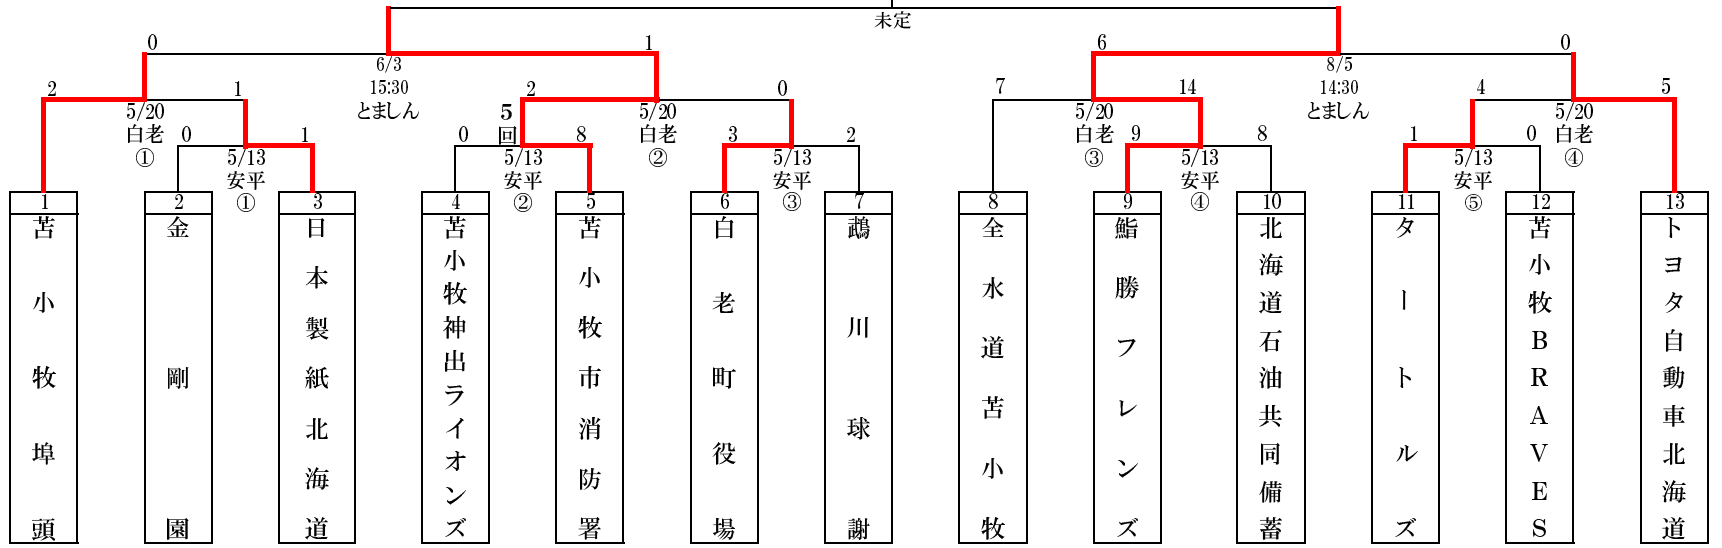 未定
0
1
6
0
6/3
8/5
15:30
14:30
とましん
とましん
2
1
2
0
7
14
4
5
5/20
5
5/20
5/20
5/20
白老
0
1
0
回
8
白老
3
2
白老
9
8
1
0
白老
①
5/13
5/13
②
5/13
③
5/13
5/13
④
安平
安平
安平
安平
安平
①
②
③
④
⑤
1
2
3
4
5
6
7
8
9
10
11
12
13
苫小牧埠頭
金剛園
日本製紙北海道
苫小牧神出ライオンズ
苫小牧市消防署
白老町役場
鵡川球謝
全水道苫小牧
鮨勝フレンズ
北海道石油共同備蓄
タートルズ
苫小牧BRAVES
トヨタ自動車北海道